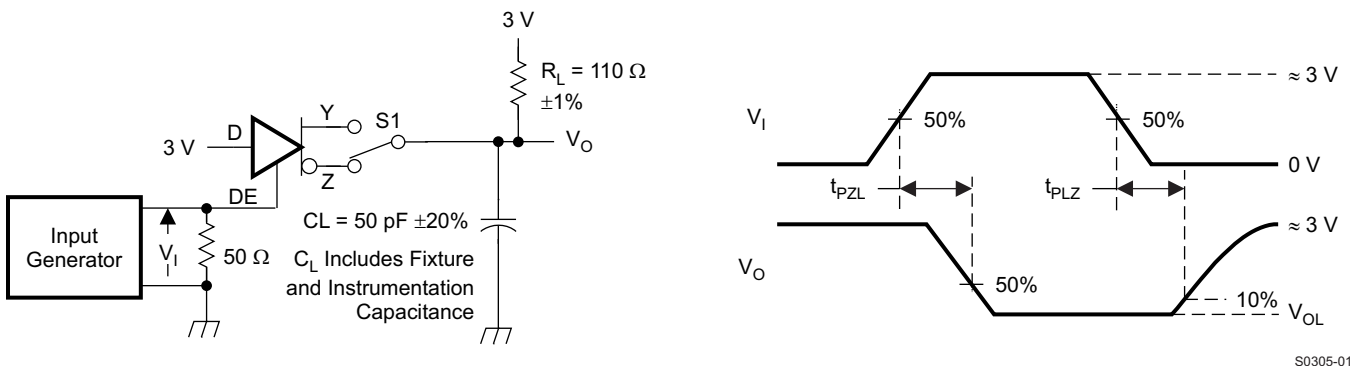 3 V
R_L = 110 Ω
±1%
Y
S1
D
3 V
V_O
Z
DE
CL = 50 pF ±20%
Input
Generator
V_I
50 Ω
C_L Includes Fixture
and Instrumentation
Capacitance
≈ 3 V
V_I
50%
50%
0 V
t_PZL
t_PLZ
≈ 3 V
V_O
50%
10%
V_OL
S0305-01